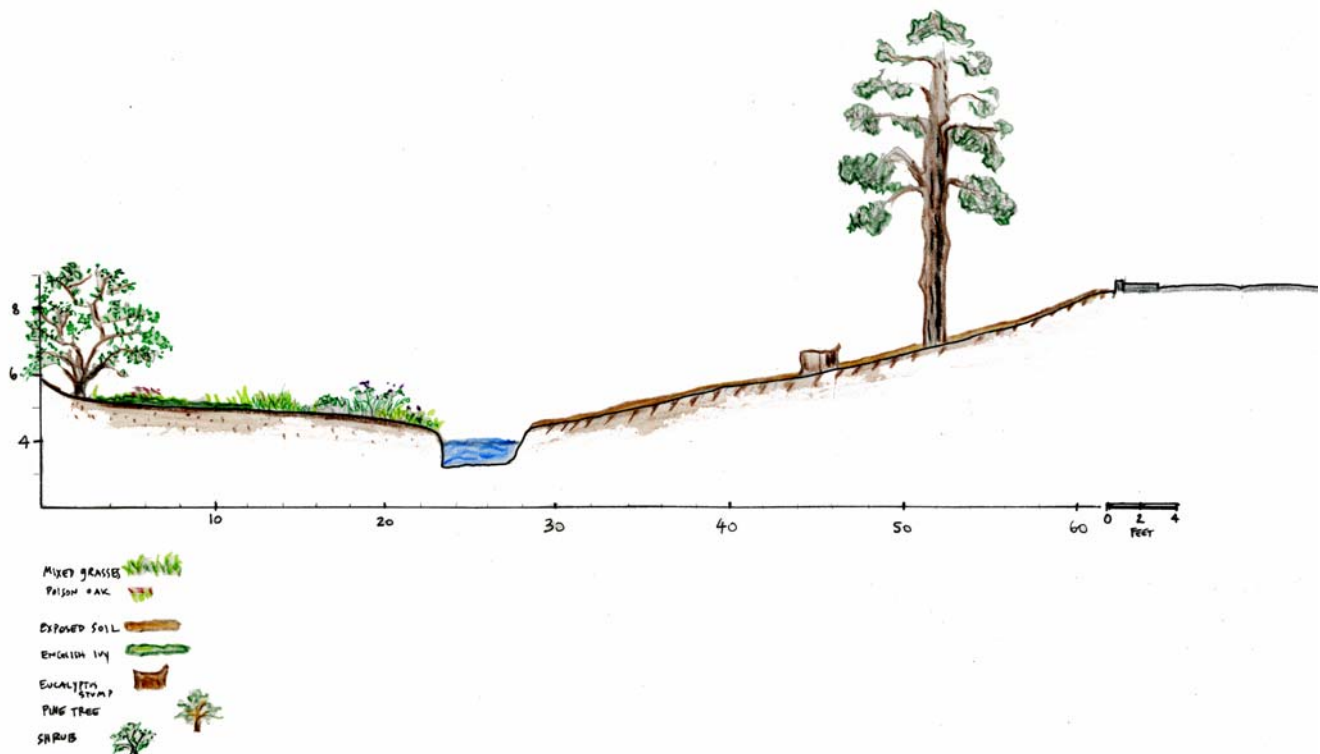 8
6
4
10
20
30
40
50
60
0 2 4
FEET
MIXED GRASSES
POISON OAK
EXPOSED SOIL
ENGLISH IVY
EUCALYPTUS
STUMP
PINE TREE
SHRUB